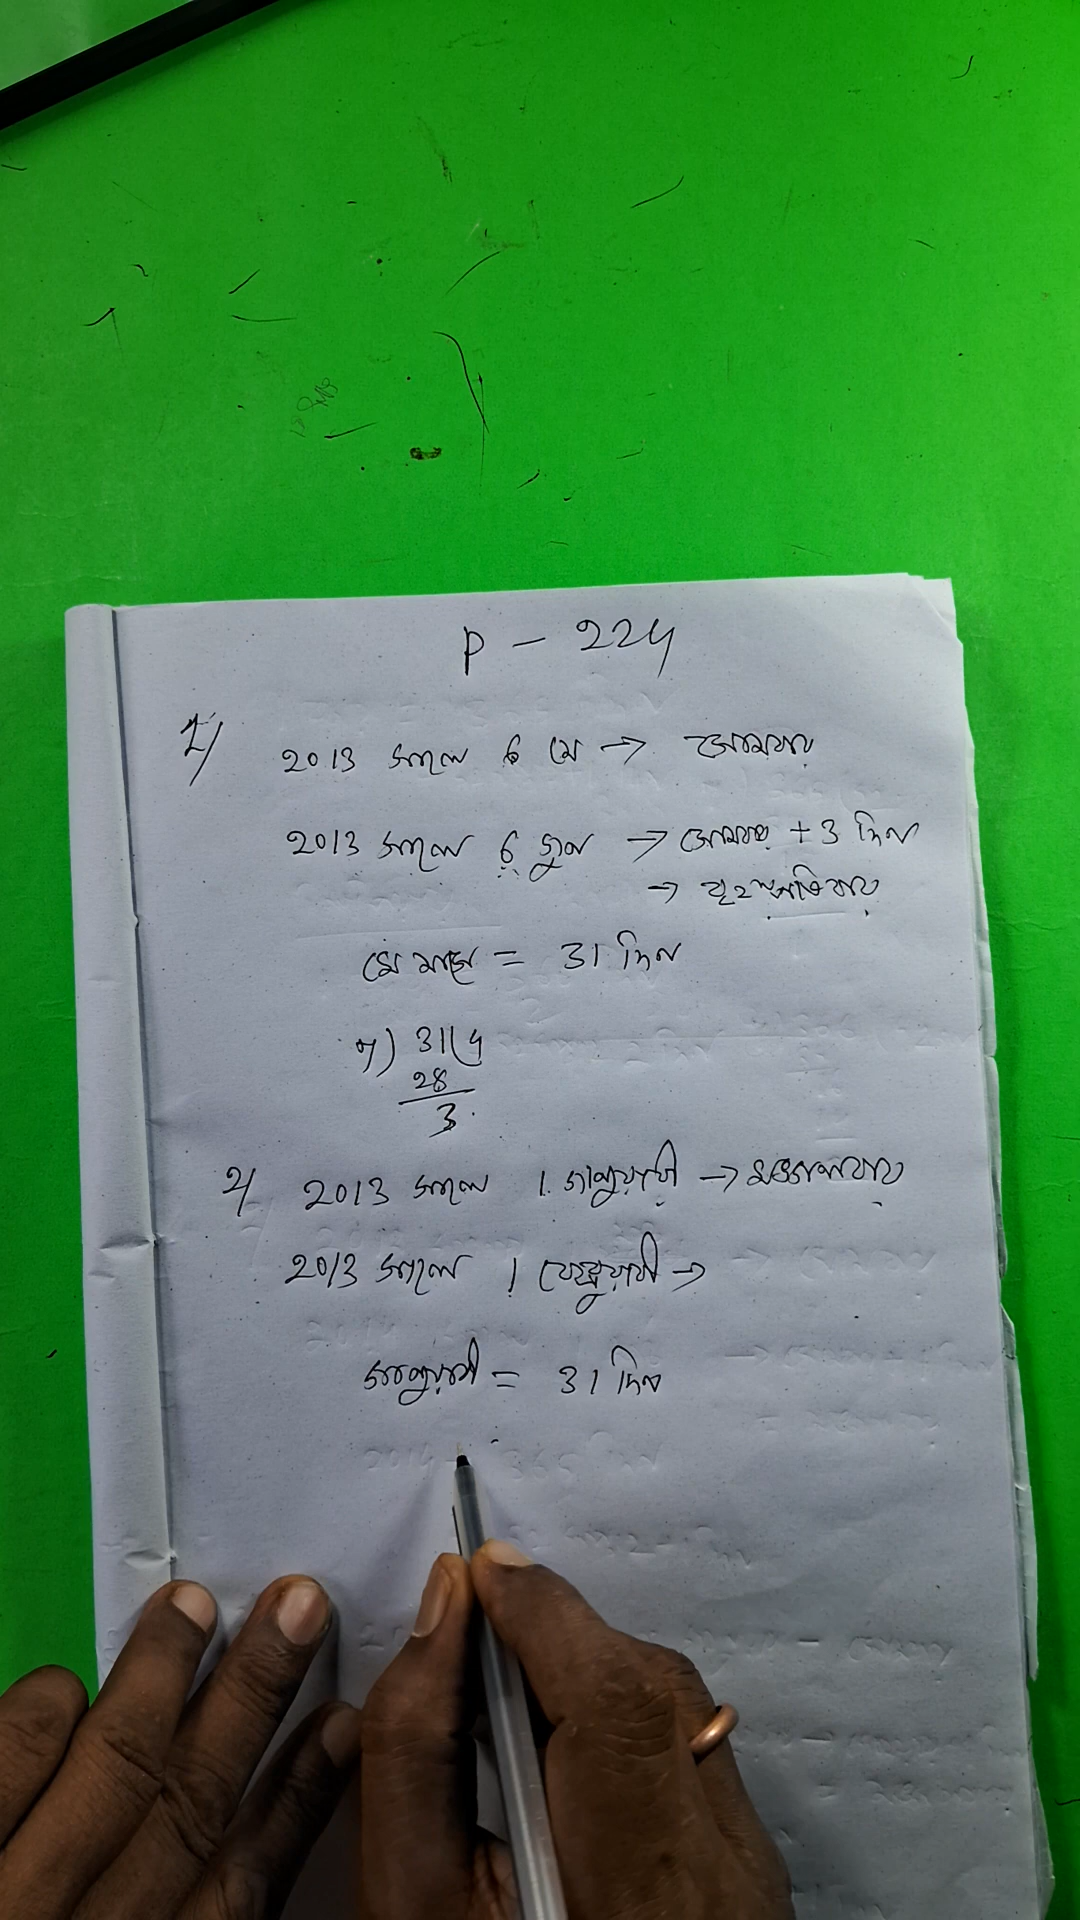 P - 224
1/ 2013 সালে 6 মে → সোমবার
2013 সালে 6 জুন → সোমবার + 3 দিন
→ বৃহস্পতিবার
মে মাসে = 31 দিন
7) 31(4
28
3
2/ 2013 সালে 1 জানুয়ারী → মঙ্গলবার
2013 সালে 1 ফেব্রুয়ারী →
জানুয়ারী = 31 দিন